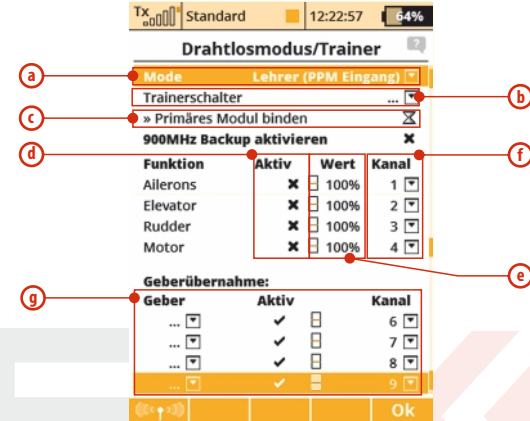 Tx Standard 12:22:57 64%
Drahtlosmodus/Trainer ?
a Mode Lehrer (PPM Eingang)
Trainerschalter ... b
c » Primäres Modul binden
900MHz Backup aktivieren
d f
Funktion Aktiv Wert Kanal
Ailerons 100% 1
Elevator 100% 2
Rudder 100% 3
Motor 100% 4
e
Geberübernahme:
g Geber Aktiv Kanal
... 6
... 7
... 8
... 9
Ok